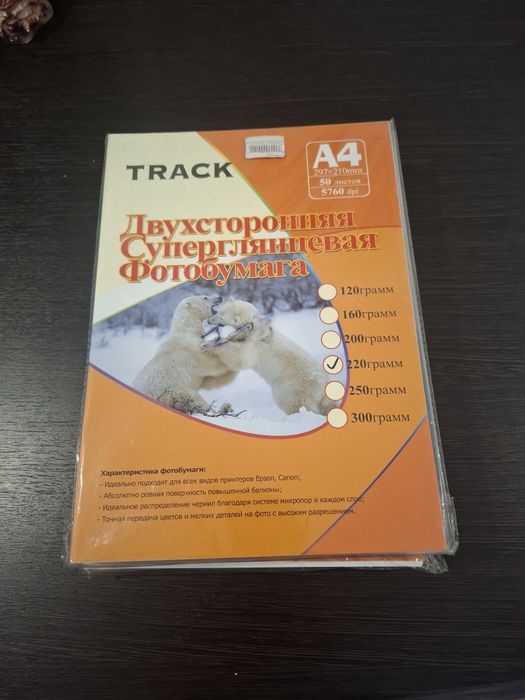 TRACK
A4
297×210mm
50 листов
5760 dpi
Двухсторонняя
Суперглянцевая
Фотобумага
120грамм
160грамм
200грамм
220грамм
250грамм
300грамм
Характеристика фотобумаги:
- Идеально подходит для всех видов принтеров Epson, Canon;
- Абсолютно ровная поверхность повышенной белизны;
- Идеальное распределение чернил благодаря системе микропор в каждом слое;
- Точная передача цветов и мелких деталей на фото с высоким разрешением.